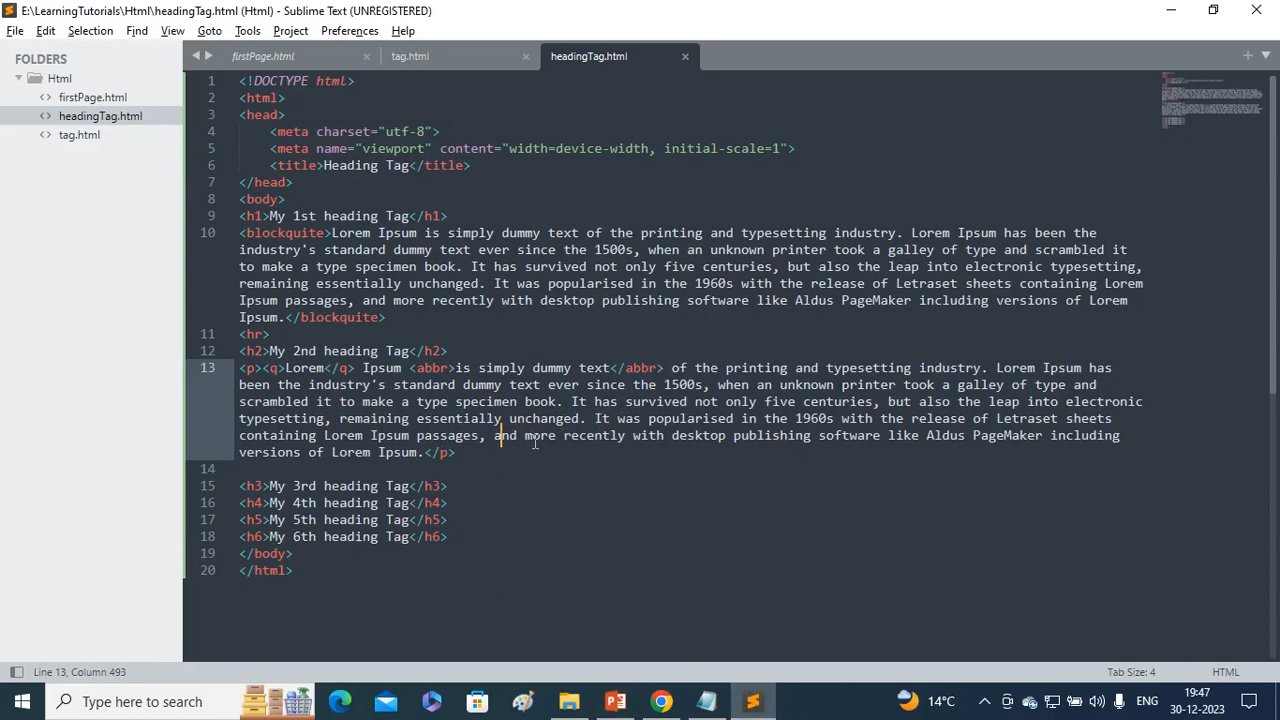 E:\LearningTutorials\Html\headingTag.html (Html) - Sublime Text (UNREGISTERED)
File Edit Selection Find View Goto Tools Project Preferences Help
FOLDERS
Html
firstPage.html
headingTag.html
tag.html
firstPage.html tag.html headingTag.html
1 <!DOCTYPE html>
2 <html>
3 <head>
4 <meta charset="utf-8">
5 <meta name="viewport" content="width=device-width, initial-scale=1">
6 <title>Heading Tag</title>
7 </head>
8 <body>
9 <h1>My 1st heading Tag</h1>
10 <blockquite>Lorem Ipsum is simply dummy text of the printing and typesetting industry. Lorem Ipsum has been the
industry's standard dummy text ever since the 1500s, when an unknown printer took a galley of type and scrambled it
to make a type specimen book. It has survived not only five centuries, but also the leap into electronic typesetting,
remaining essentially unchanged. It was popularised in the 1960s with the release of Letraset sheets containing Lorem
Ipsum passages, and more recently with desktop publishing software like Aldus PageMaker including versions of Lorem
Ipsum.</blockquite>
11 <hr>
12 <h2>My 2nd heading Tag</h2>
13 <p><q>Lorem</q> Ipsum <abbr>is simply dummy text</abbr> of the printing and typesetting industry. Lorem Ipsum has
been the industry's standard dummy text ever since the 1500s, when an unknown printer took a galley of type and
scrambled it to make a type specimen book. It has survived not only five centuries, but also the leap into electronic
typesetting, remaining essentially unchanged. It was popularised in the 1960s with the release of Letraset sheets
containing Lorem Ipsum passages, and more recently with desktop publishing software like Aldus PageMaker including
versions of Lorem Ipsum.</p>
14
15 <h3>My 3rd heading Tag</h3>
16 <h4>My 4th heading Tag</h4>
17 <h5>My 5th heading Tag</h5>
18 <h6>My 6th heading Tag</h6>
19 </body>
20 </html>
Line 13, Column 493 Tab Size: 4 HTML
Type here to search 14°C ENG 19:47
30-12-2023